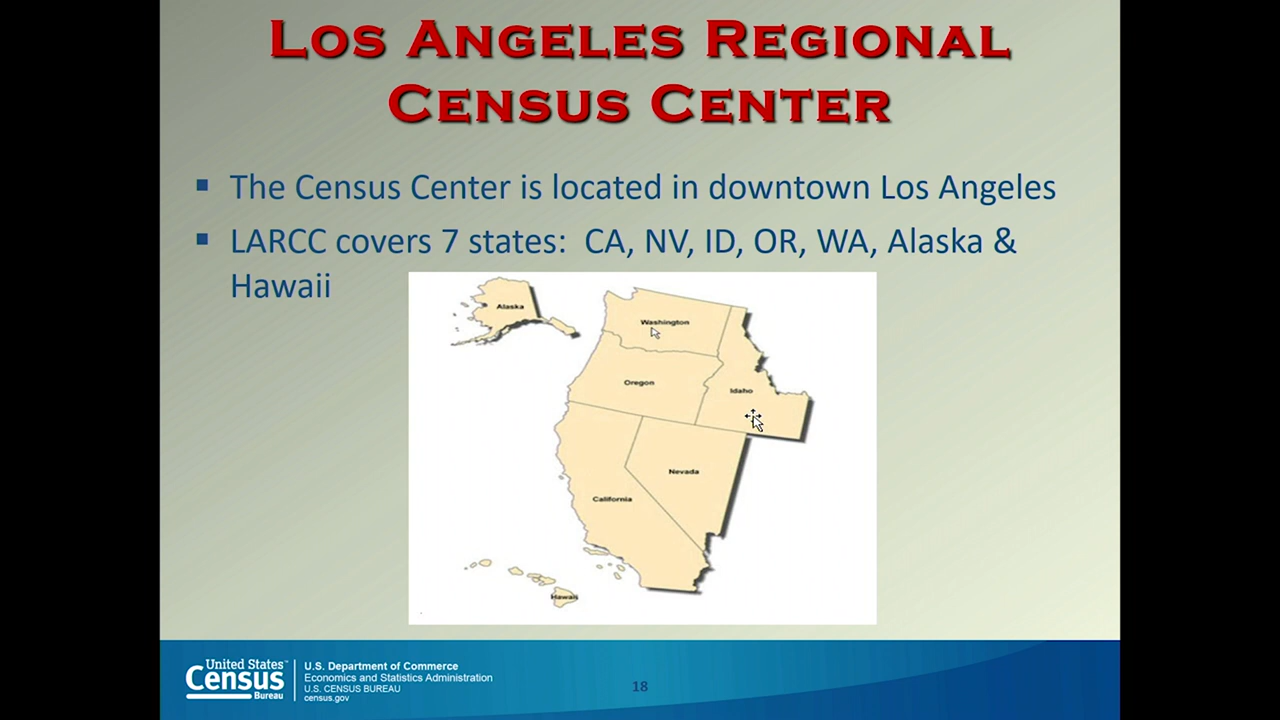 Los Angeles Regional
Census Center
▪ The Census Center is located in downtown Los Angeles
▪ LARCC covers 7 states: CA, NV, ID, OR, WA, Alaska &
Hawaii
Alaska
Washington
Oregon
Idaho
Nevada
California
Hawaii
United States™
Census
Bureau
U.S. Department of Commerce
Economics and Statistics Administration
U.S. CENSUS BUREAU
census.gov
18